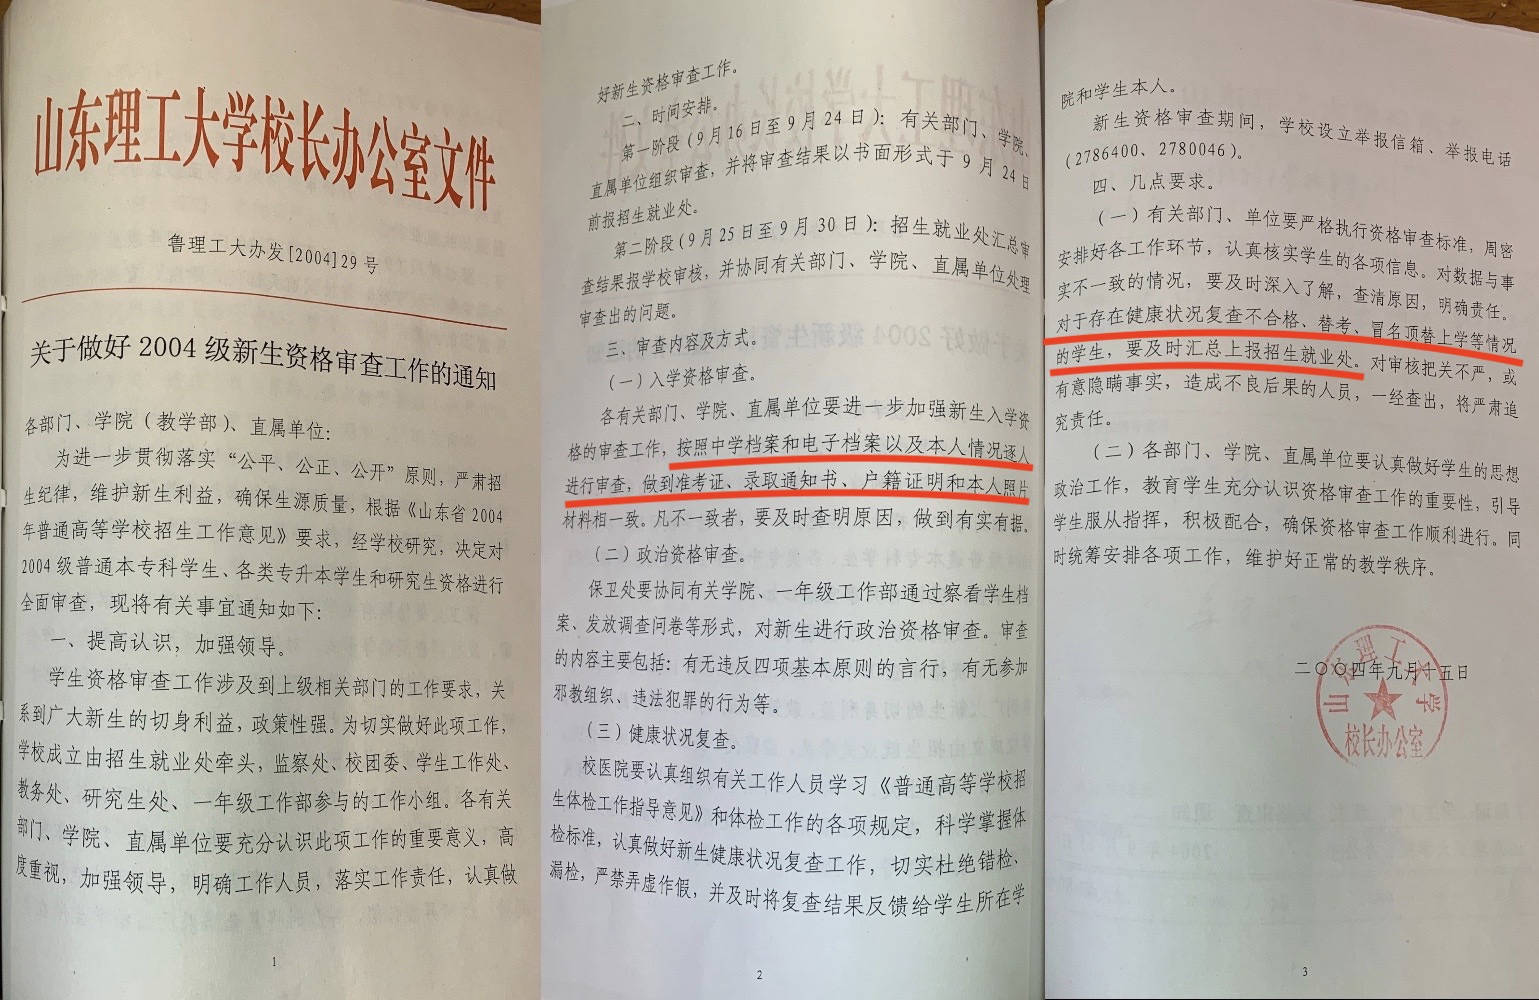 山东理工大学校长办公室文件
鲁理工大办发[2004]29号
关于做好2004级新生资格审查工作的通知
各部门、学院（教学部）、直属单位：
为进一步贯彻落实“公平、公正、公开”原则，严肃招
生纪律，维护新生利益，确保生源质量，根据《山东省2004
年普通高等学校招生工作意见》要求，经学校研究，决定对
2004级普通本专科学生、各类专升本学生和研究生资格进行
全面审查，现将有关事宜通知如下：
一、提高认识，加强领导。
学生资格审查工作涉及到上级相关部门的工作要求，关
系到广大新生的切身利益，政策性强。为切实做好此项工作，
学校成立由招生就业处牵头，监察处、校团委、学生工作处、
教务处、研究生处、一年级工作部参与的工作小组。各有关
部门、学院、直属单位要充分认识此项工作的重要意义，高
度重视，加强领导，明确工作人员，落实工作责任，认真做
1
好新生资格审查工作。
二、时间安排。
第一阶段（9月16日至9月24日）：有关部门、学院、
直属单位组织审查，并将审查结果以书面形式于9月24日
前报招生就业处。
第二阶段（9月25日至9月30日）：招生就业处汇总审
查结果报学校审核，并协同有关部门、学院、直属单位处理
审查出的问题。
三、审查内容及方式。
（一）入学资格审查。
各有关部门、学院、直属单位要进一步加强新生入学资
格的审查工作，按照中学档案和电子档案以及本人情况逐人
进行审查，做到准考证、录取通知书、户籍证明和本人照片
材料相一致。凡不一致者，要及时查明原因，做到有实有据。
（二）政治资格审查。
保卫处要协同有关学院、一年级工作部通过察看学生档
案、发放调查问卷等形式，对新生进行政治资格审查。审查
的内容主要包括：有无违反四项基本原则的言行，有无参加
邪教组织、违法犯罪的行为等。
（三）健康状况复查。
校医院要认真组织有关工作人员学习《普通高等学校招
生体检工作指导意见》和体检工作的各项规定，科学掌握体
检标准，认真做好新生健康状况复查工作，切实杜绝错检、
漏检，严禁弄虚作假，并及时将复查结果反馈给学生所在学
2
院和学生本人。
新生资格审查期间，学校设立举报信箱、举报电话
（2786400、2780046）。
四、几点要求。
（一）有关部门、单位要严格执行资格审查标准，周密
安排好各工作环节，认真核实学生的各项信息。对数据与事
实不一致的情况，要及时深入了解，查清原因，明确责任。
对于存在健康状况复查不合格、替考、冒名顶替上学等情况
的学生，要及时汇总上报招生就业处。对审核把关不严，或
有意隐瞒事实，造成不良后果的人员，一经查出，将严肃追
究责任。
（二）各部门、学院、直属单位要认真做好学生的思想
政治工作，教育学生充分认识资格审查工作的重要性，引导
学生服从指挥，积极配合，确保资格审查工作顺利进行。同
时统筹安排各项工作，维护好正常的教学秩序。
二〇〇四年九月十五日
山东理工大学
校长办公室
3